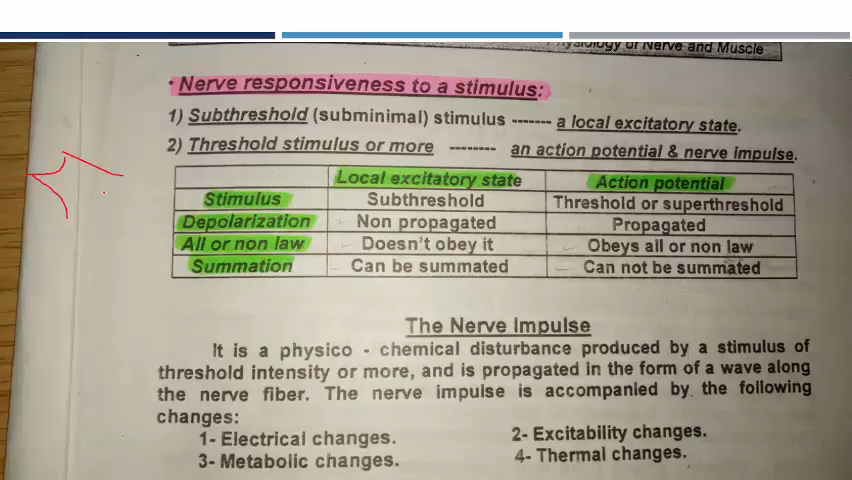 Physiology of Nerve and Muscle
· Nerve responsiveness to a stimulus:
1) Subthreshold (subminimal) stimulus ------- a local excitatory state.
2) Threshold stimulus or more -------- an action potential & nerve impulse.
Local excitatory state Action potential
Stimulus Subthreshold Threshold or superthreshold
Depolarization Non propagated Propagated
All or non law Doesn't obey it Obeys all or non law
Summation Can be summated Can not be summated
The Nerve Impulse
It is a physico - chemical disturbance produced by a stimulus of
threshold intensity or more, and is propagated in the form of a wave along
the nerve fiber. The nerve impulse is accompanied by the following
changes:
1- Electrical changes. 2- Excitability changes.
3- Metabolic changes. 4- Thermal changes.